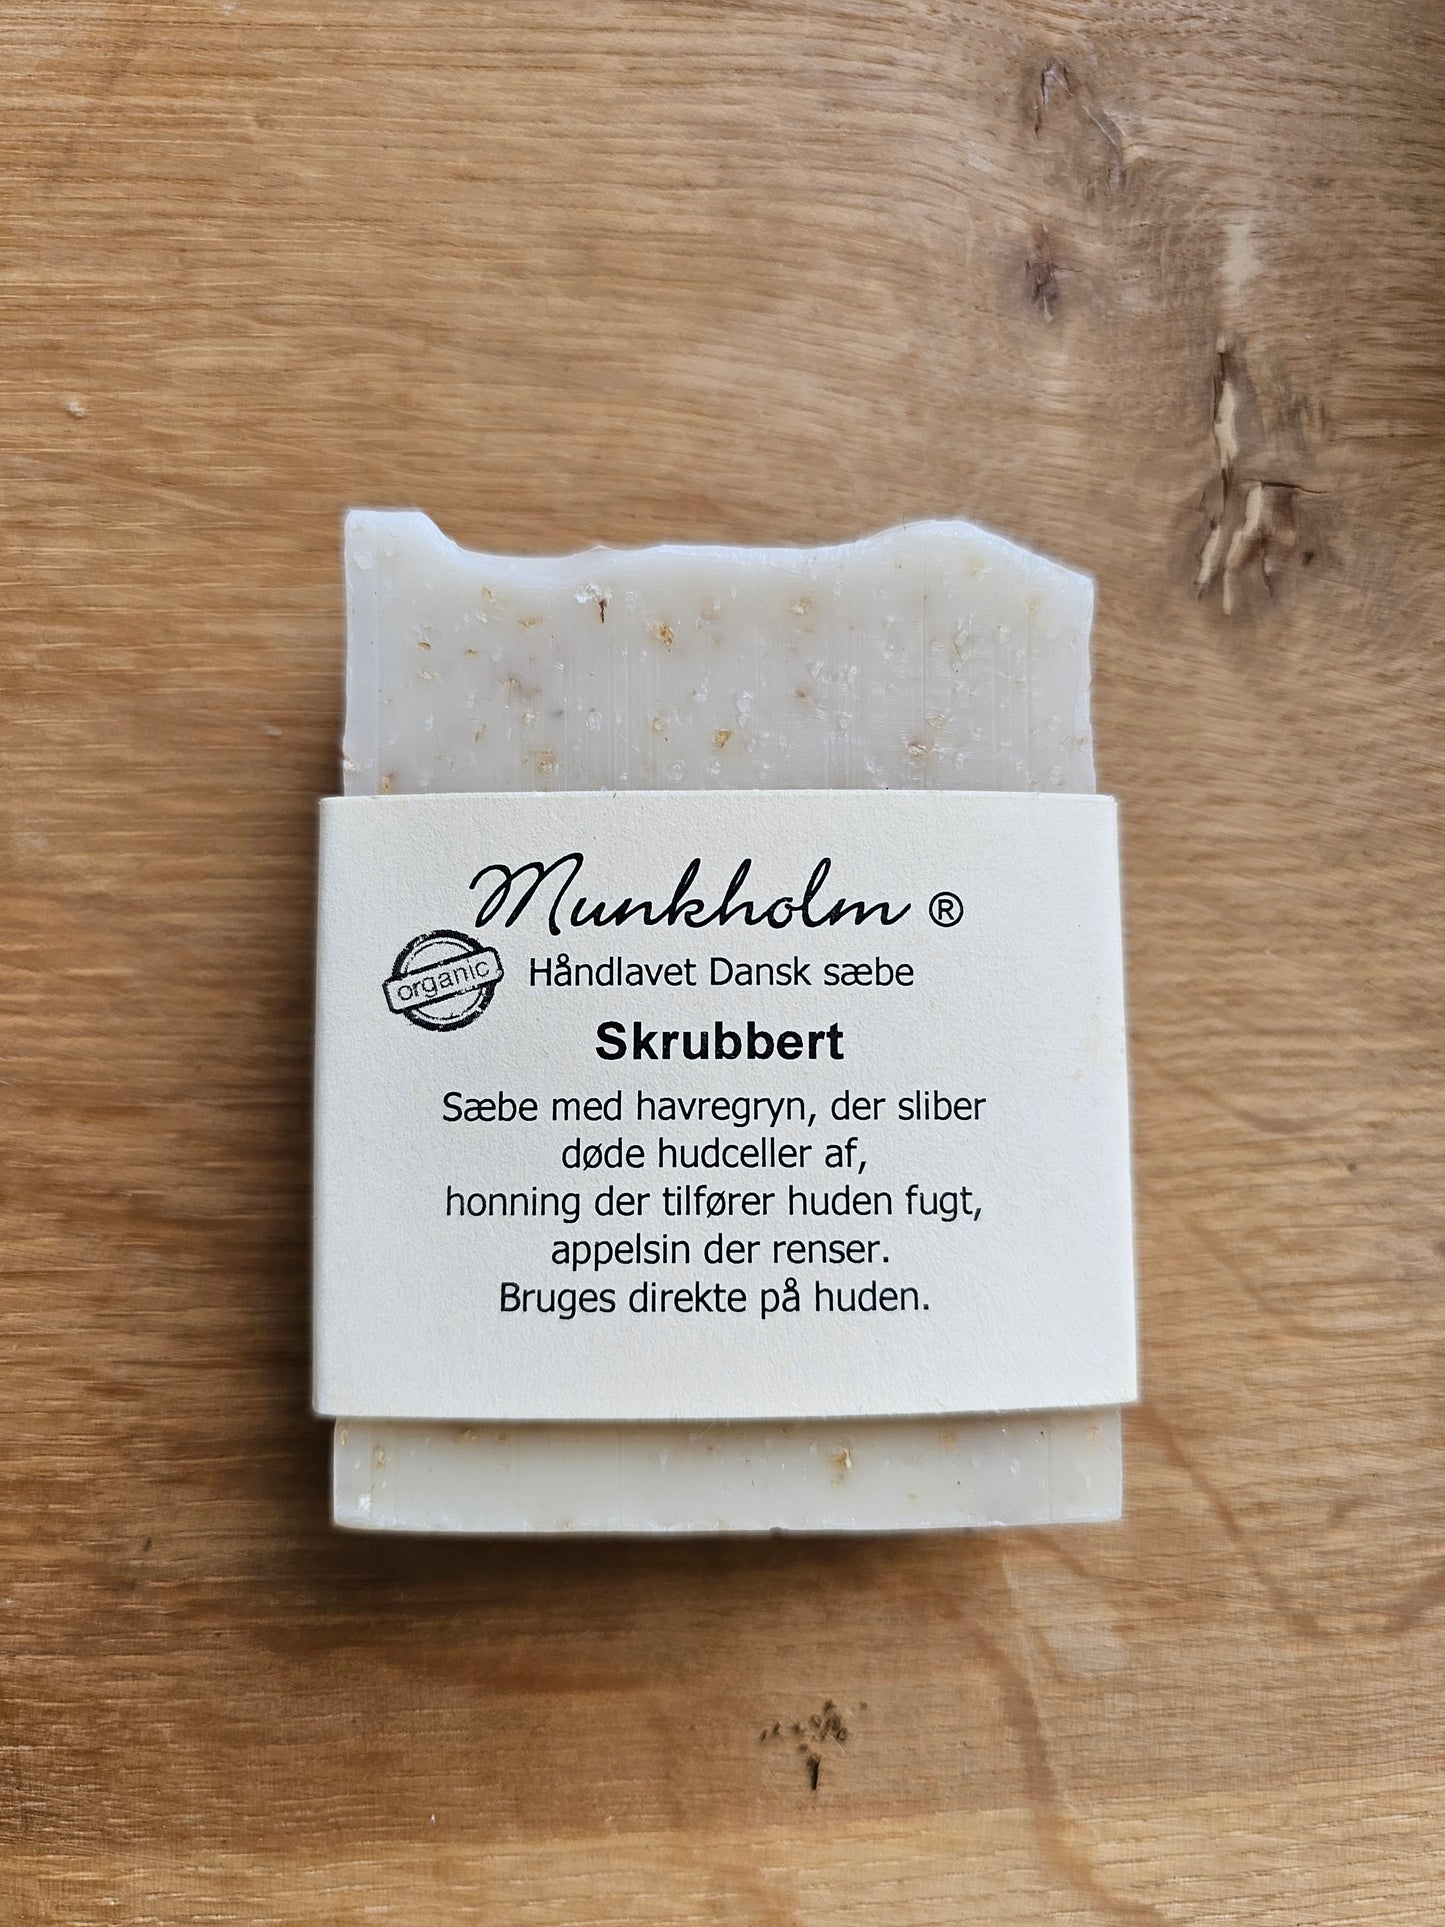 Munkholm ®
organic
Håndlavet Dansk sæbe
Skrubbert
Sæbe med havregryn, der sliber
døde hudceller af,
honning der tilfører huden fugt,
appelsin der renser.
Bruges direkte på huden.